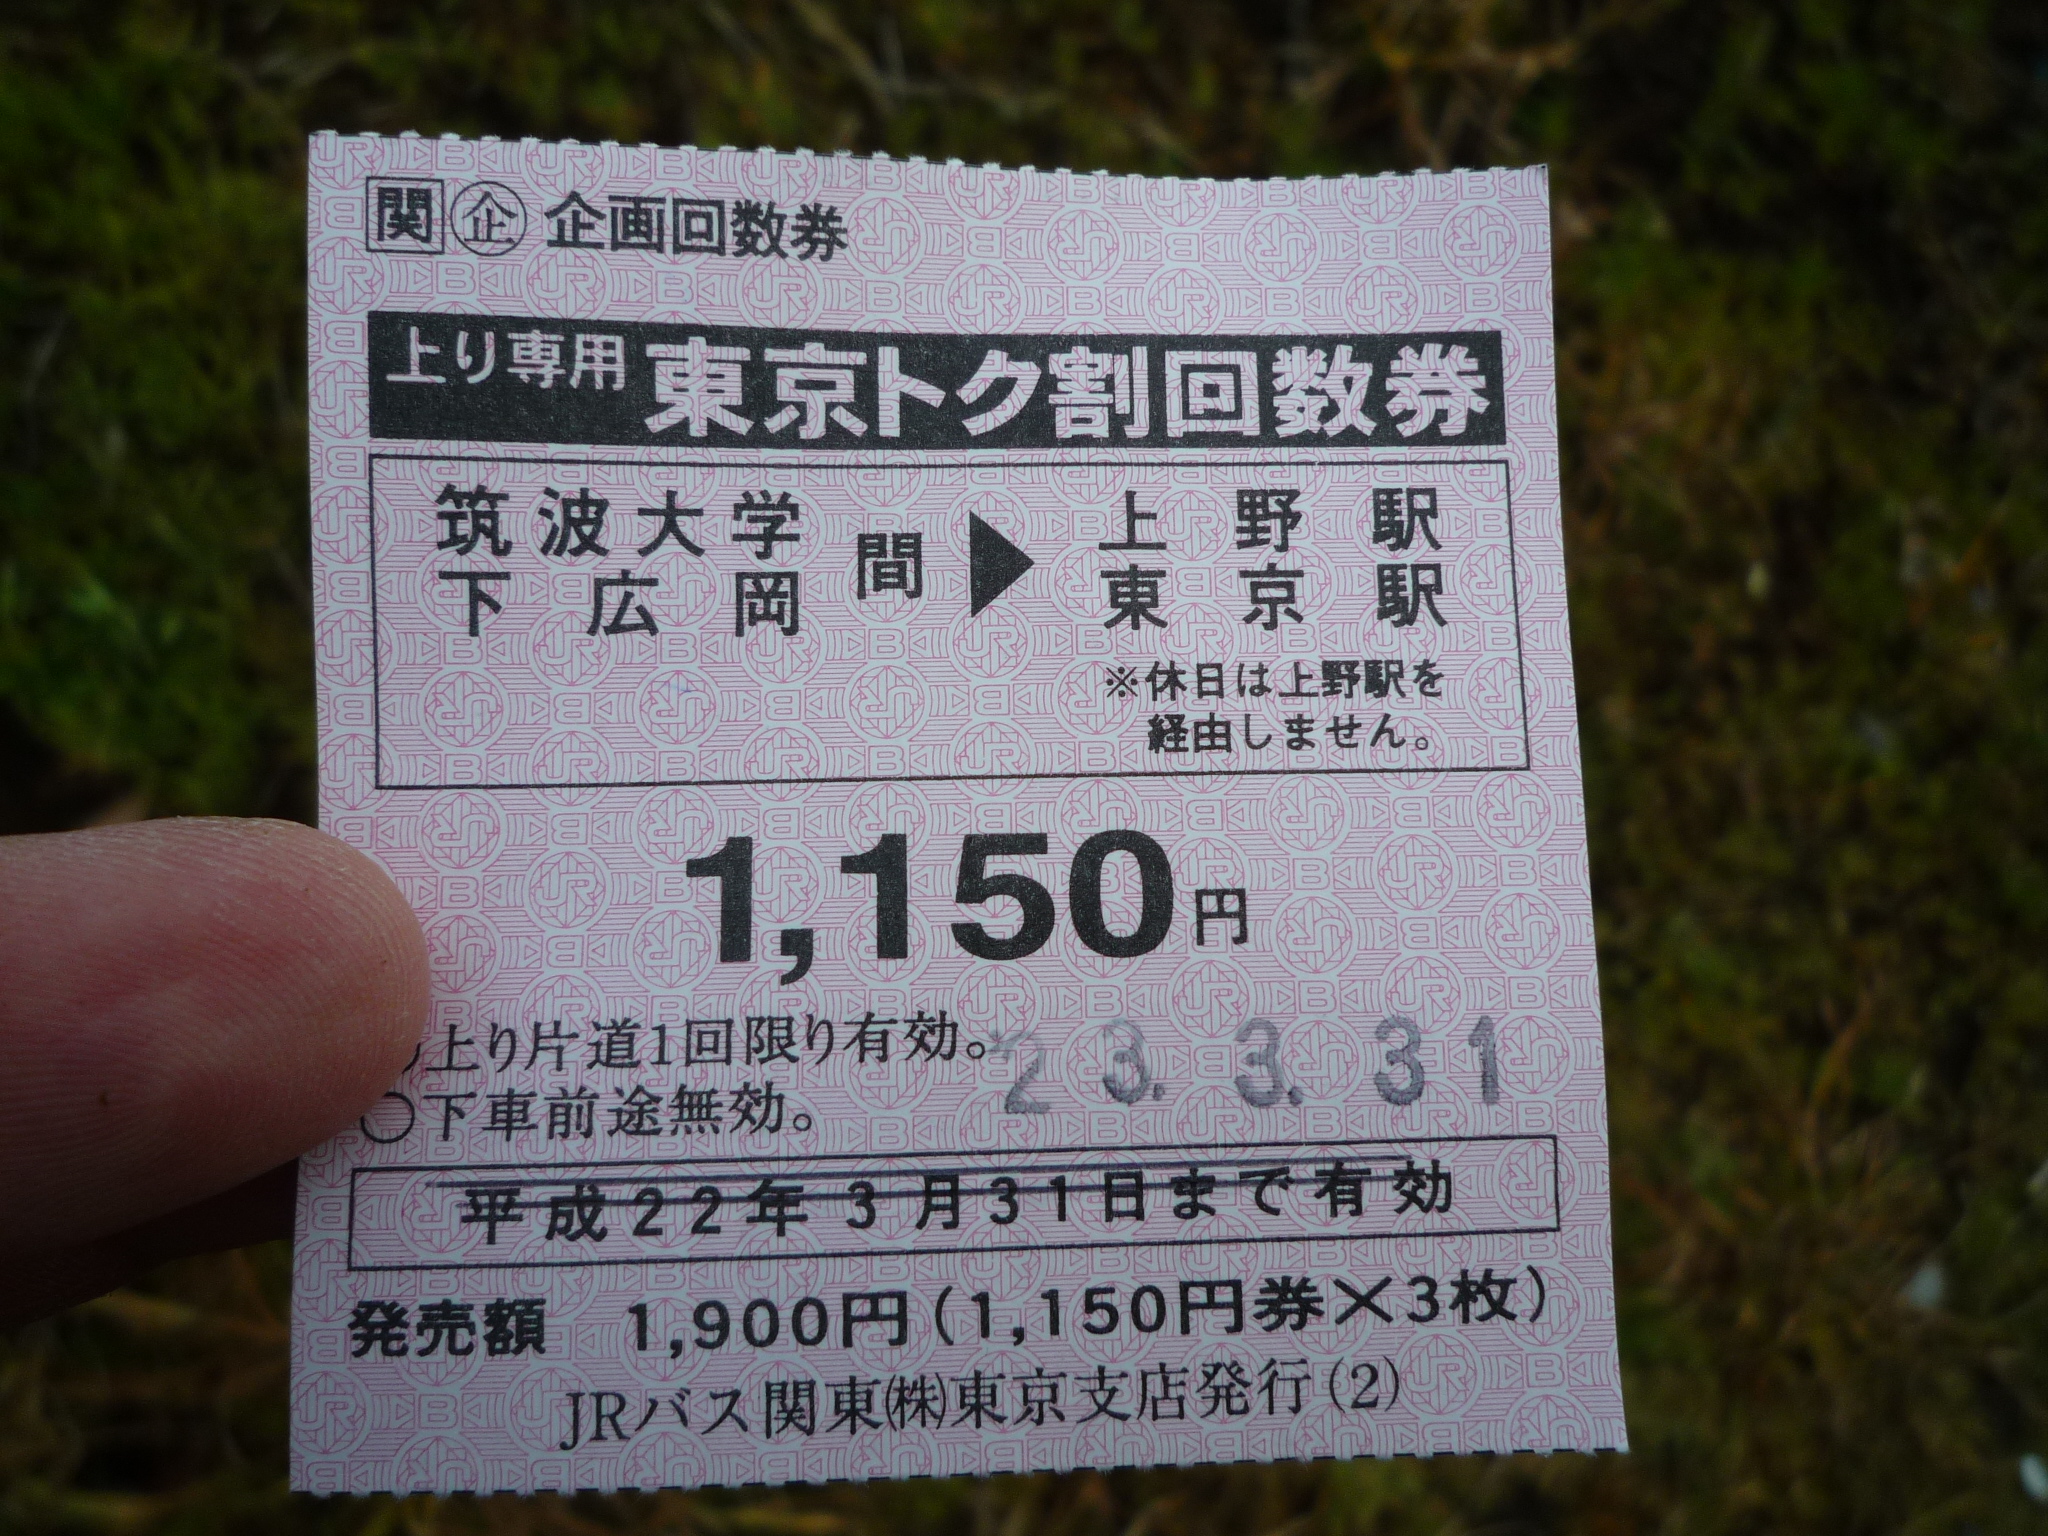 関 企 企画回数券
上り専用 東京トク割回数券
筑波大学
下広岡
間 ▶
上野駅
東京駅
※休日は上野駅を
経由しません。
1,150円
上り片道1回限り有効。
23.3.31
○下車前途無効。
平成22年3月31日まで有効
発売額 1,900円(1,150円券×3枚)
JRバス関東㈱東京支店発行(2)